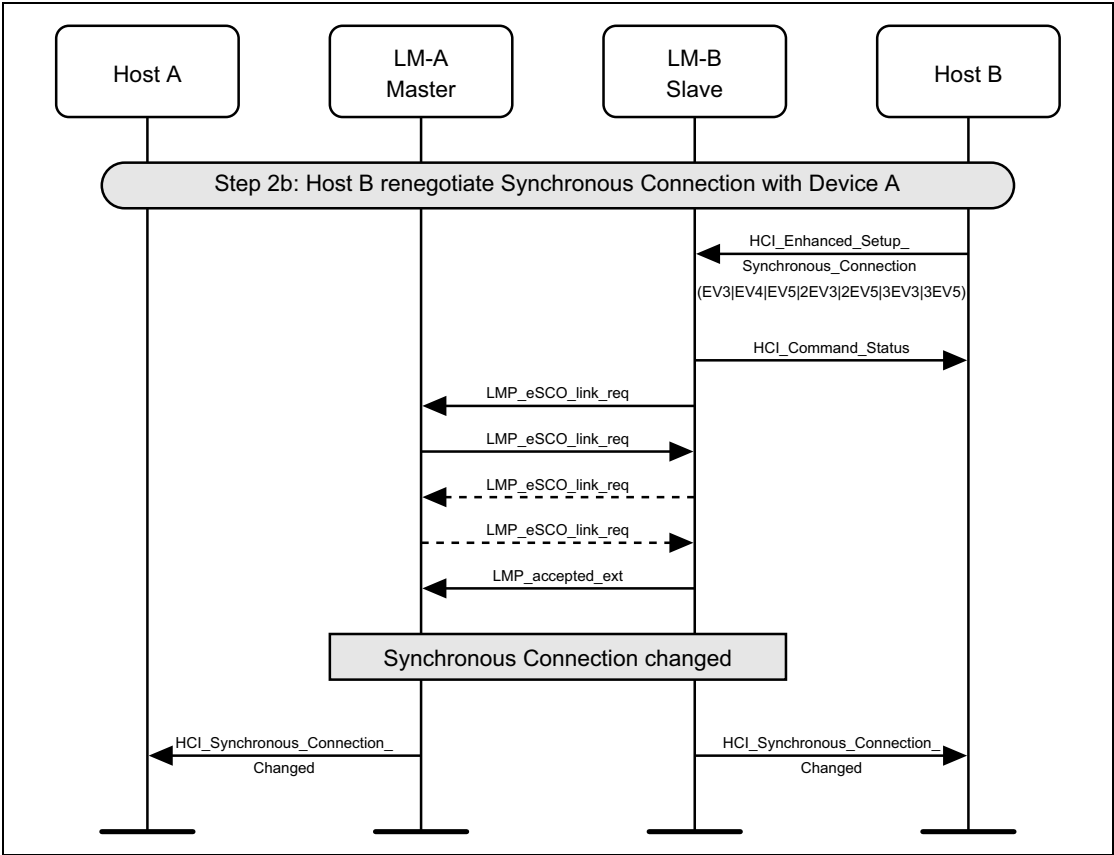 Host A
LM-A
Master
LM-B
Slave
Host B
Step 2b: Host B renegotiate Synchronous Connection with Device A
HCI_Enhanced_Setup_
Synchronous_Connection
(EV3|EV4|EV5|2EV3|2EV5|3EV3|3EV5)
HCI_Command_Status
LMP_eSCO_link_req
LMP_eSCO_link_req
LMP_eSCO_link_req
LMP_eSCO_link_req
LMP_accepted_ext
Synchronous Connection changed
HCI_Synchronous_Connection_
Changed
HCI_Synchronous_Connection_
Changed